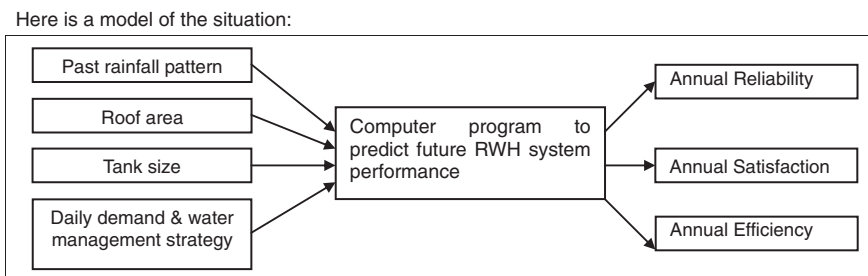 Here is a model of the situation:
Past rainfall pattern
Roof area
Tank size
Daily demand & water
management strategy
Computer program to
predict future RWH system
performance
Annual Reliability
Annual Satisfaction
Annual Efficiency